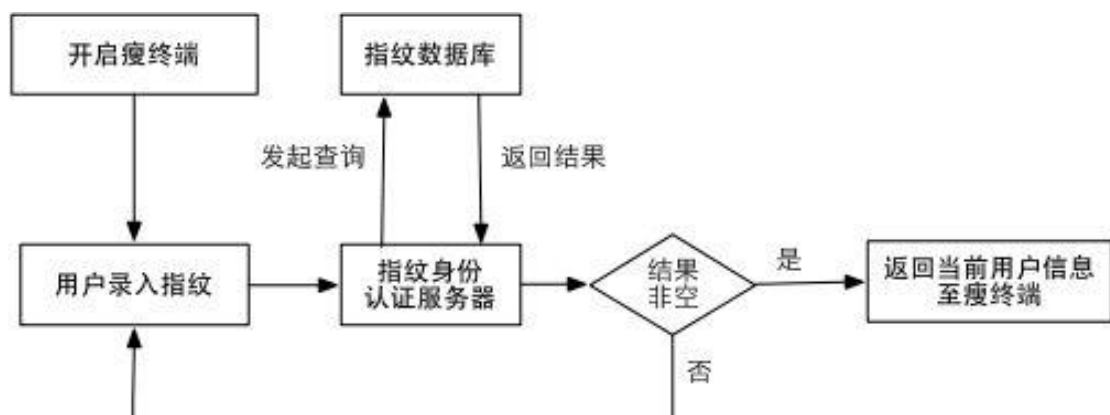 开启瘦终端
指纹数据库
发起查询
返回结果
用户录入指纹
指纹身份
认证服务器
结果
非空
是
返回当前用户信息
至瘦终端
否